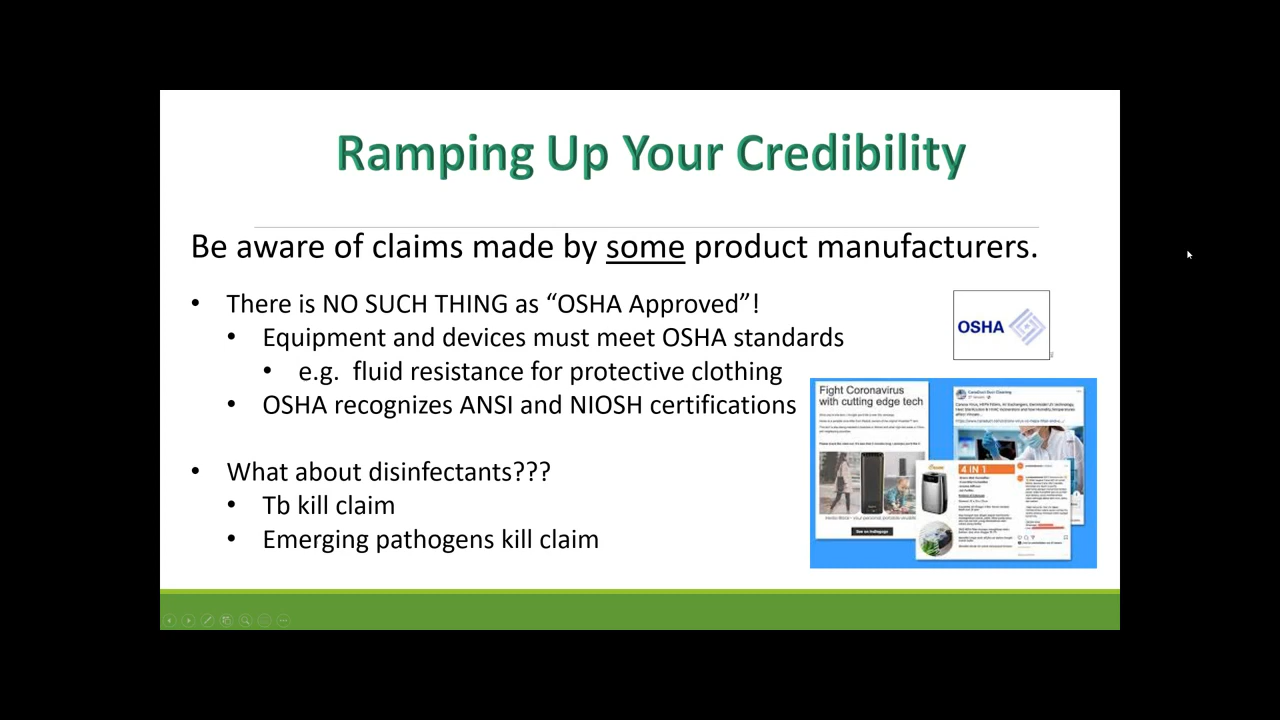 Ramping Up Your Credibility
Be aware of claims made by some product manufacturers.
• There is NO SUCH THING as “OSHA Approved”!
• Equipment and devices must meet OSHA standards
• e.g. fluid resistance for protective clothing
• OSHA recognizes ANSI and NIOSH certifications
• What about disinfectants???
• Tb kill claim
• Emerging pathogens kill claim
OSHA
Fight Coronavirus
with cutting edge tech
4 IN 1